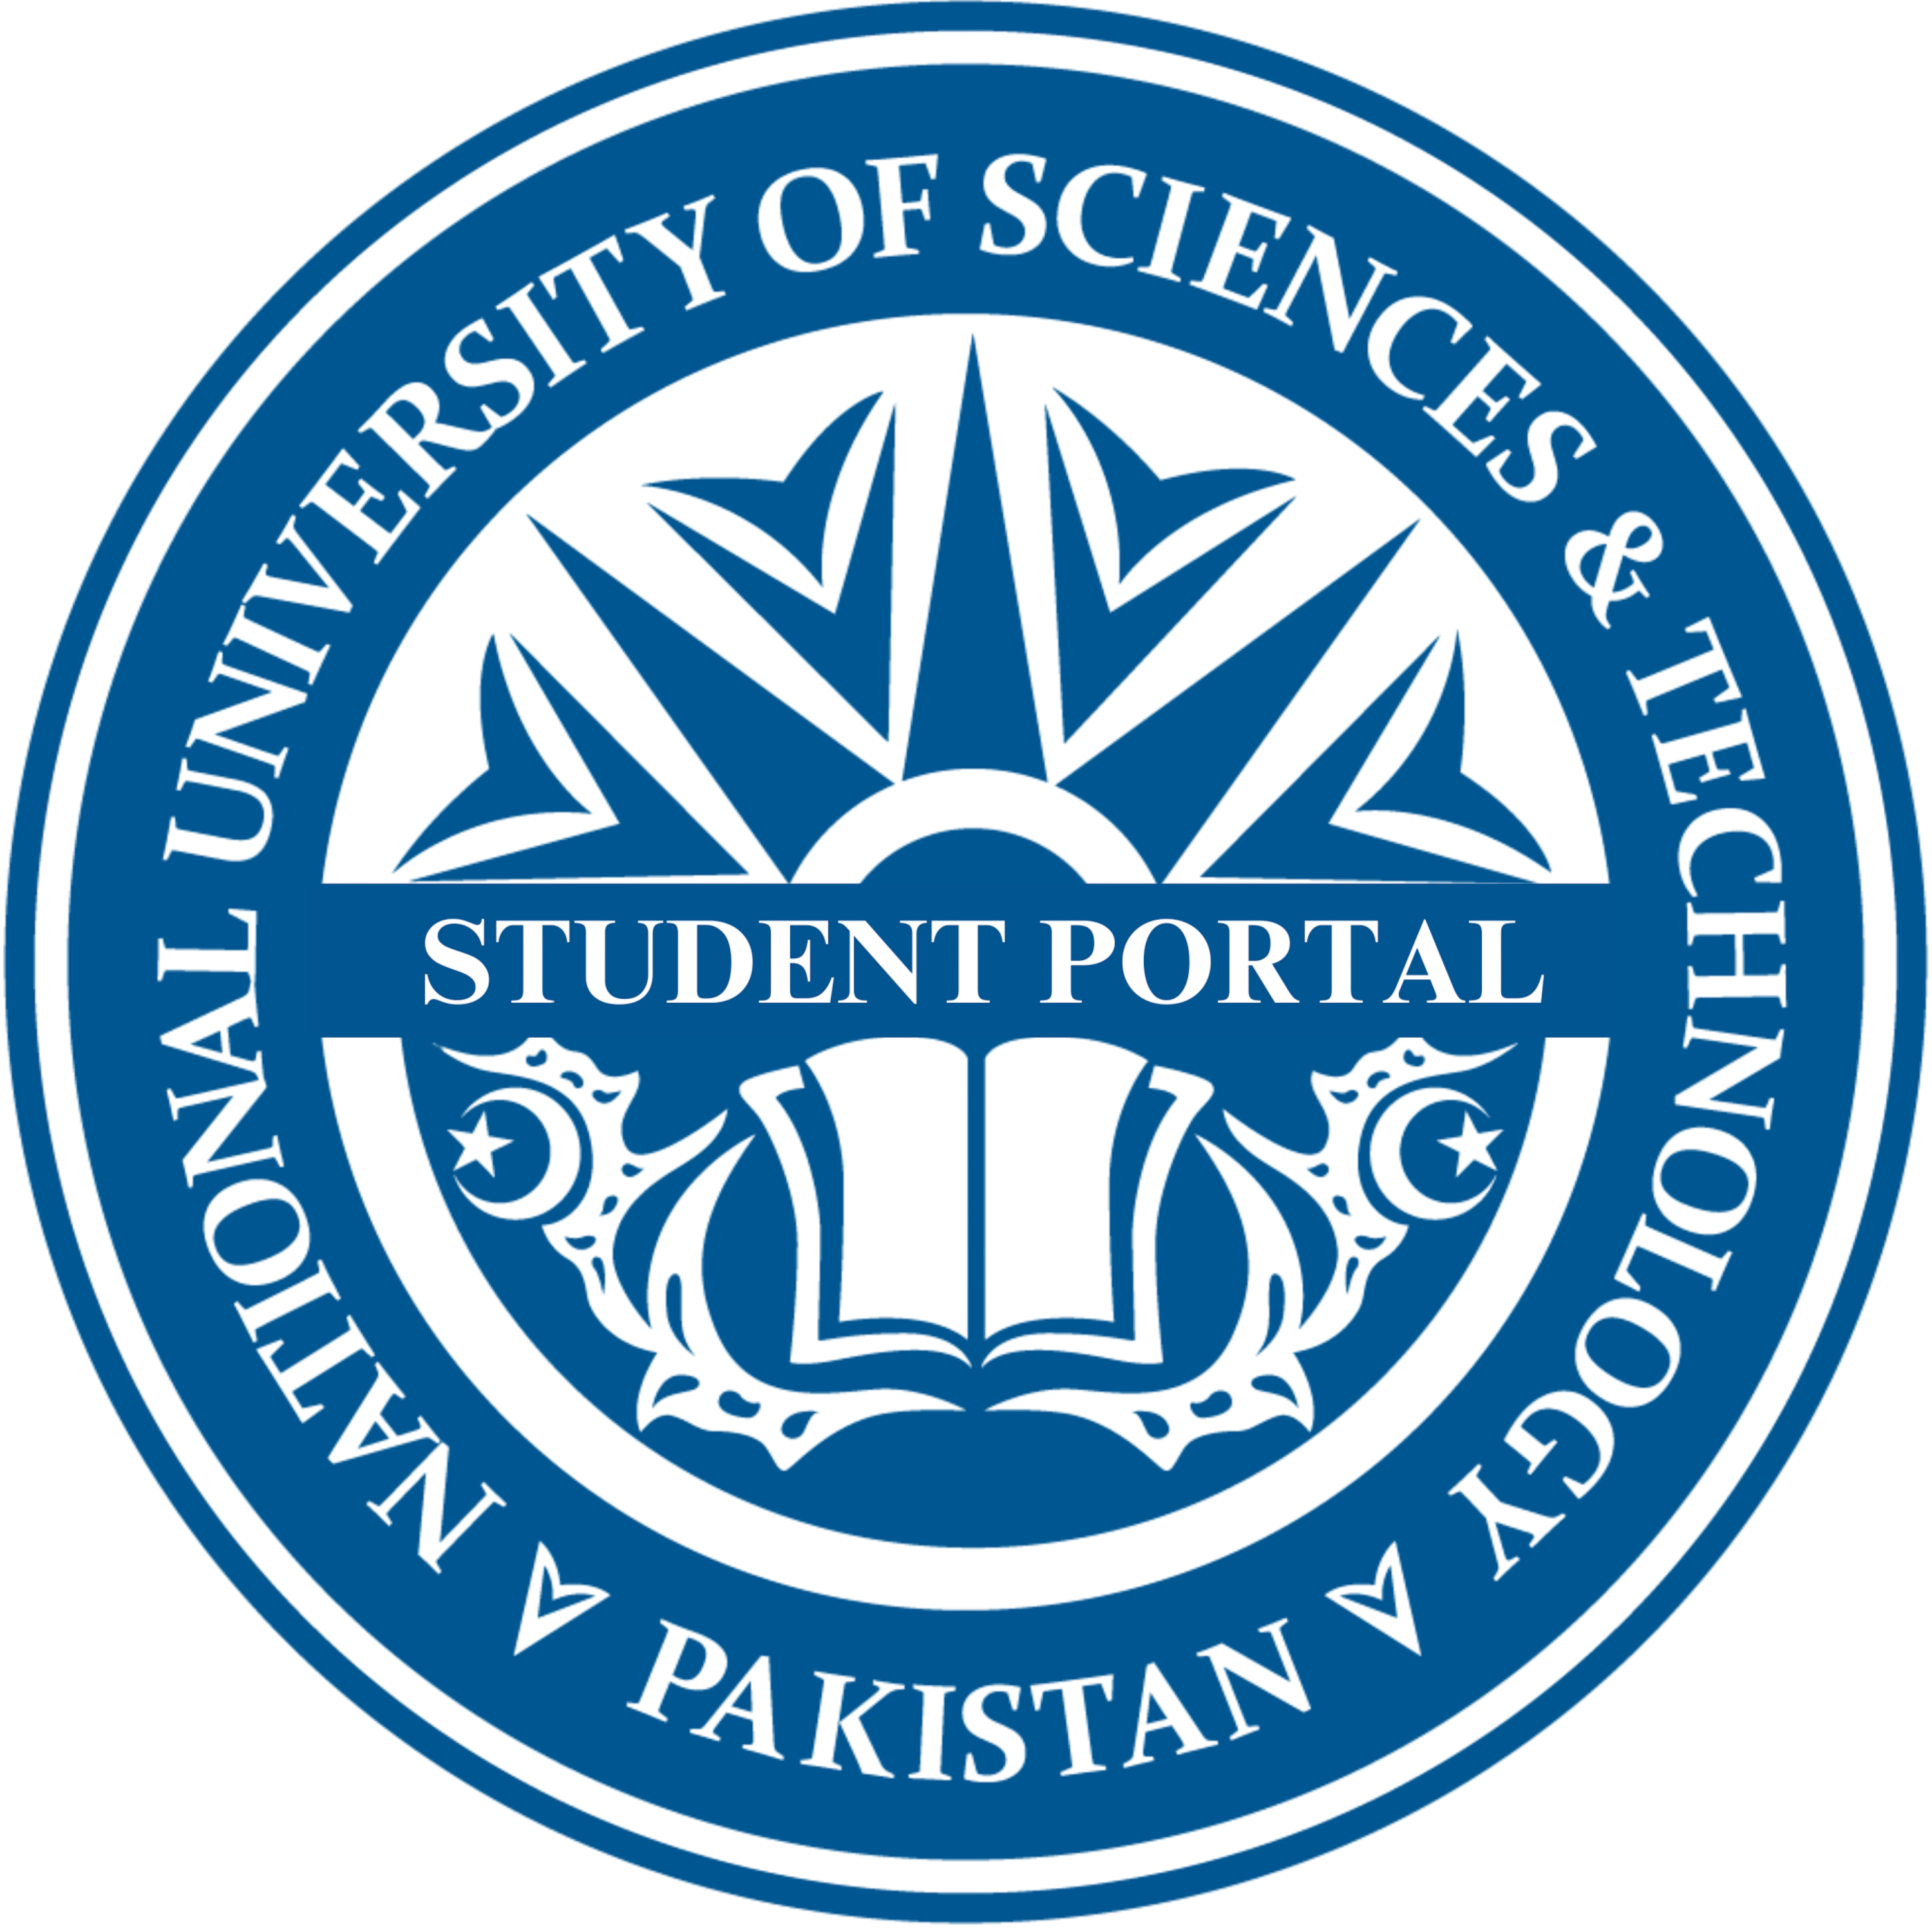 NATIONAL UNIVERSITY OF SCIENCES & TECHNOLOGY
STUDENT PORTAL
PAKISTAN